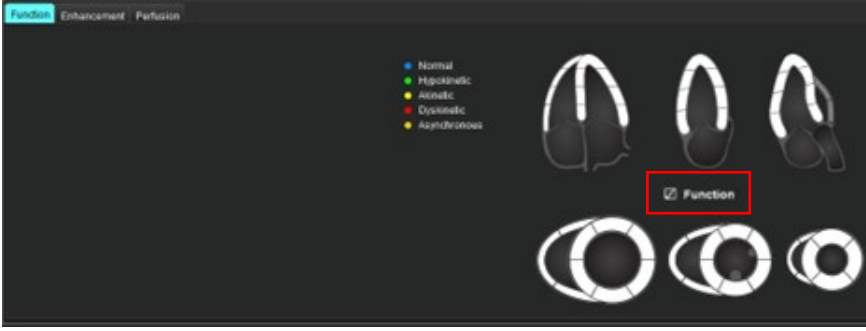 Function Enhancement Perfusion
Normal
Hypokinetic
Akinetic
Dyskinetic
Asynchronous
Function